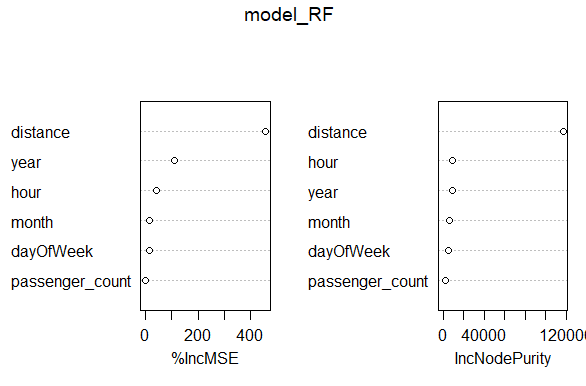 model_RF
distance
year
hour
month
dayOfWeek
passenger_count
0 200 400
%IncMSE
distance
hour
year
month
dayOfWeek
passenger_count
0 40000 120000
IncNodePurity